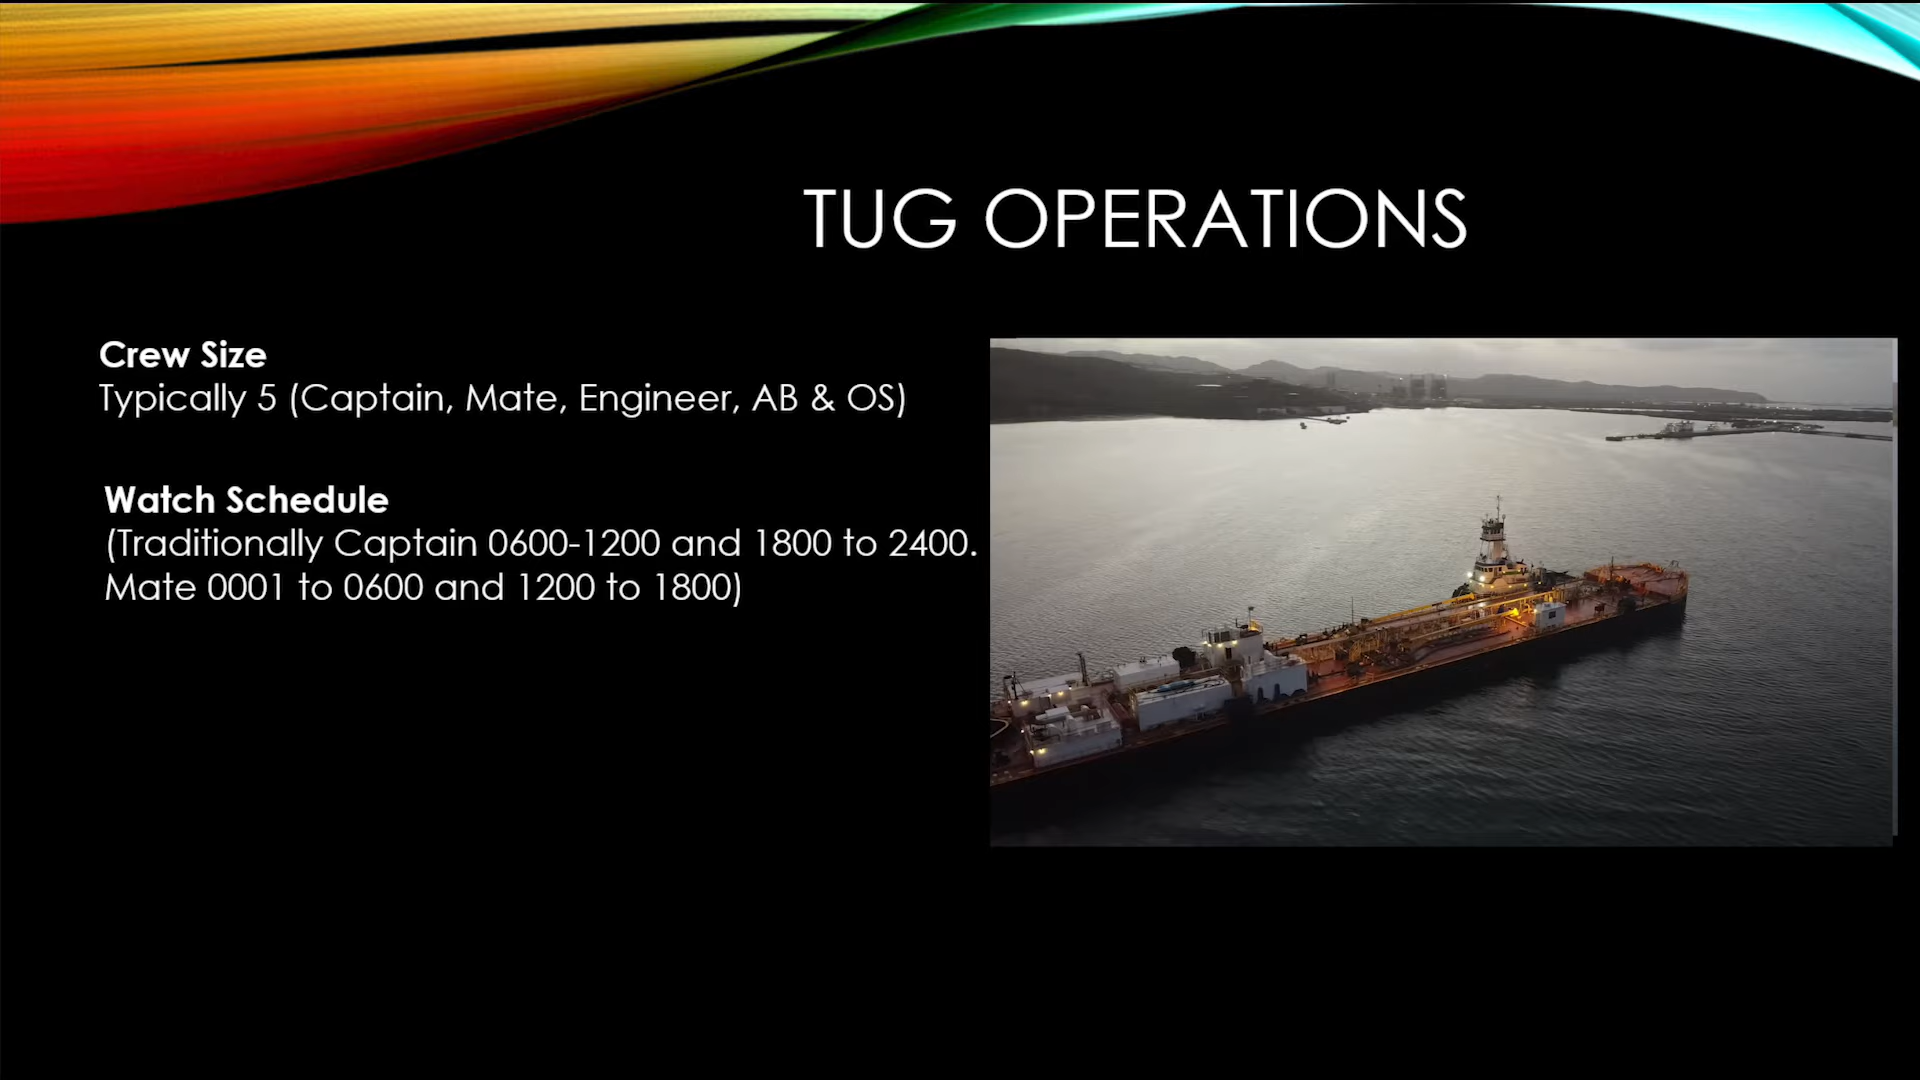 TUG OPERATIONS
Crew Size
Typically 5 (Captain, Mate, Engineer, AB & OS)
Watch Schedule
(Traditionally Captain 0600-1200 and 1800 to 2400.
Mate 0001 to 0600 and 1200 to 1800)